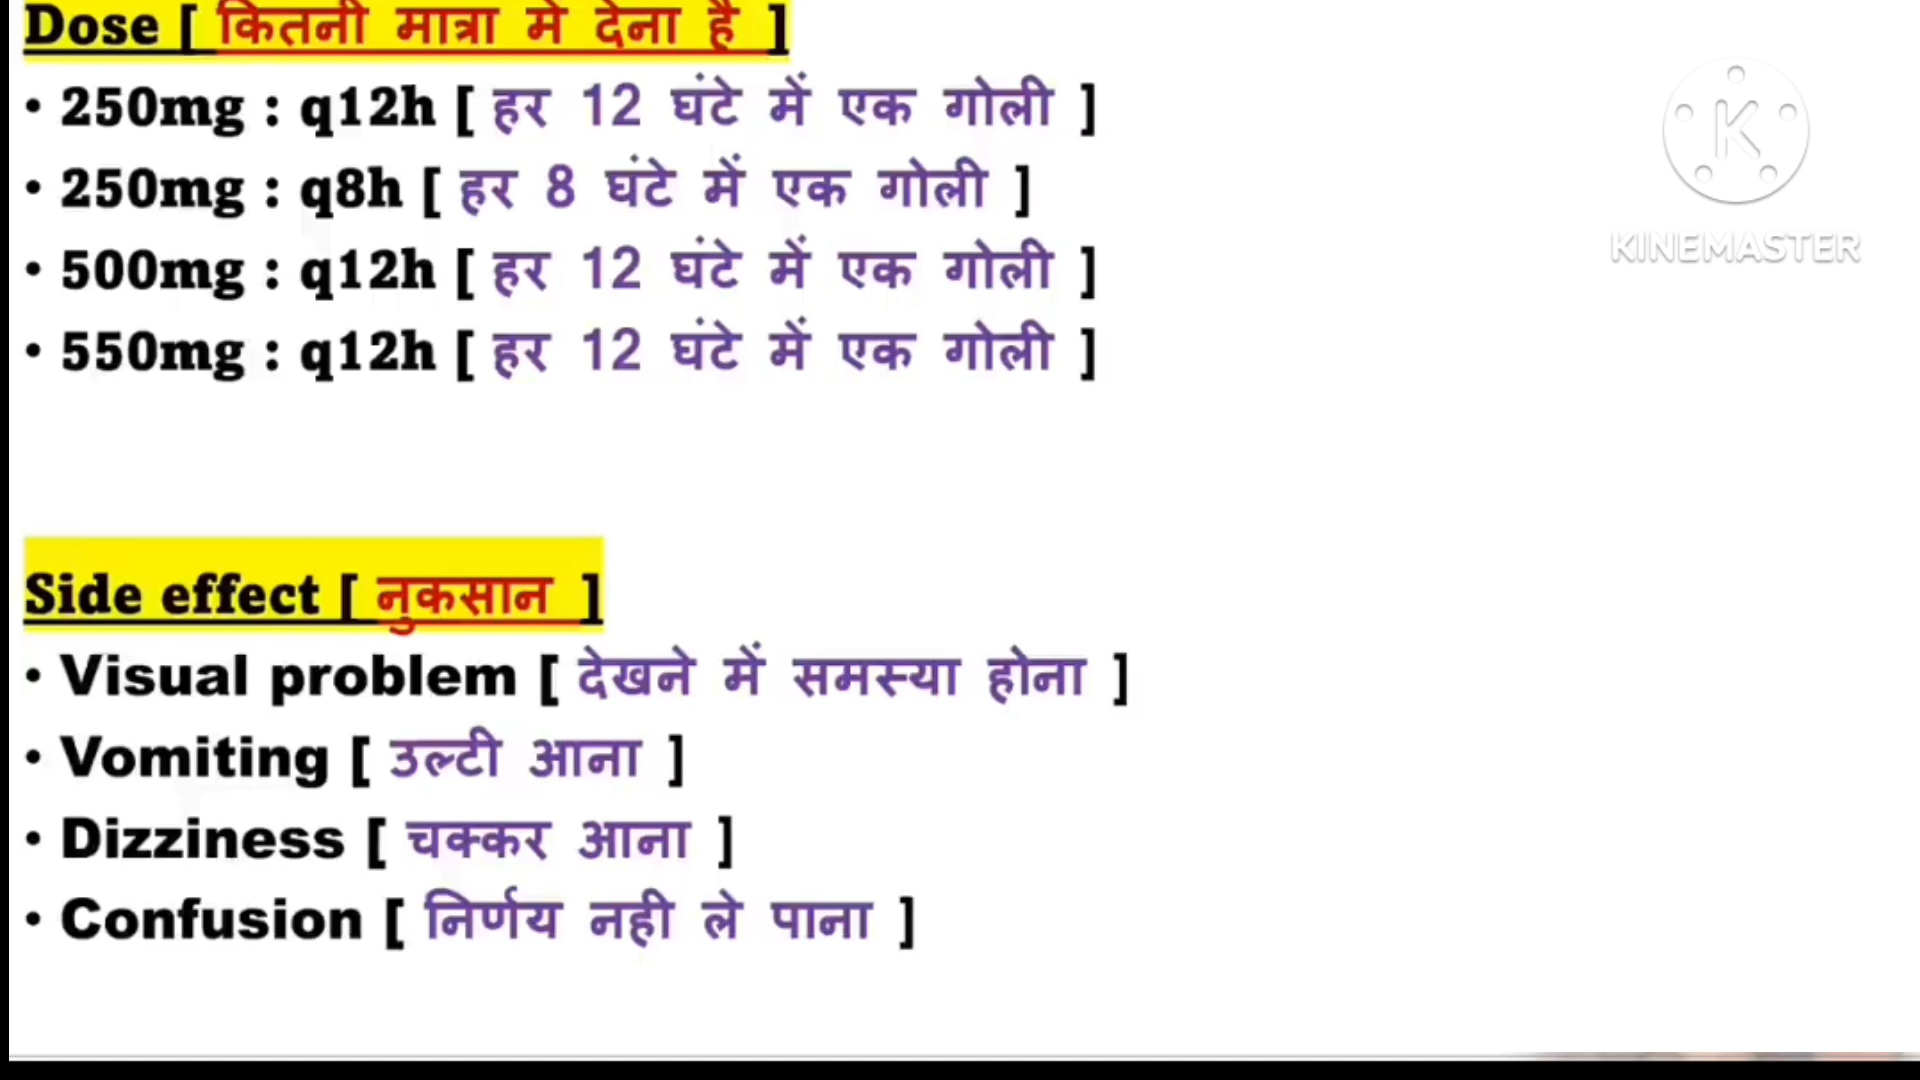 Dose [ कितनी मात्रा मे देना है ]
• 250mg : q12h [ हर 12 घंटे में एक गोली ]
• 250mg : q8h [ हर 8 घंटे में एक गोली ]
• 500mg : q12h [ हर 12 घंटे में एक गोली ]
• 550mg : q12h [ हर 12 घंटे में एक गोली ]
K
KINEMASTER
Side effect [ नुकसान ]
• Visual problem [ देखने में समस्या होना ]
• Vomiting [ उल्टी आना ]
• Dizziness [ चक्कर आना ]
• Confusion [ निर्णय नही ले पाना ]